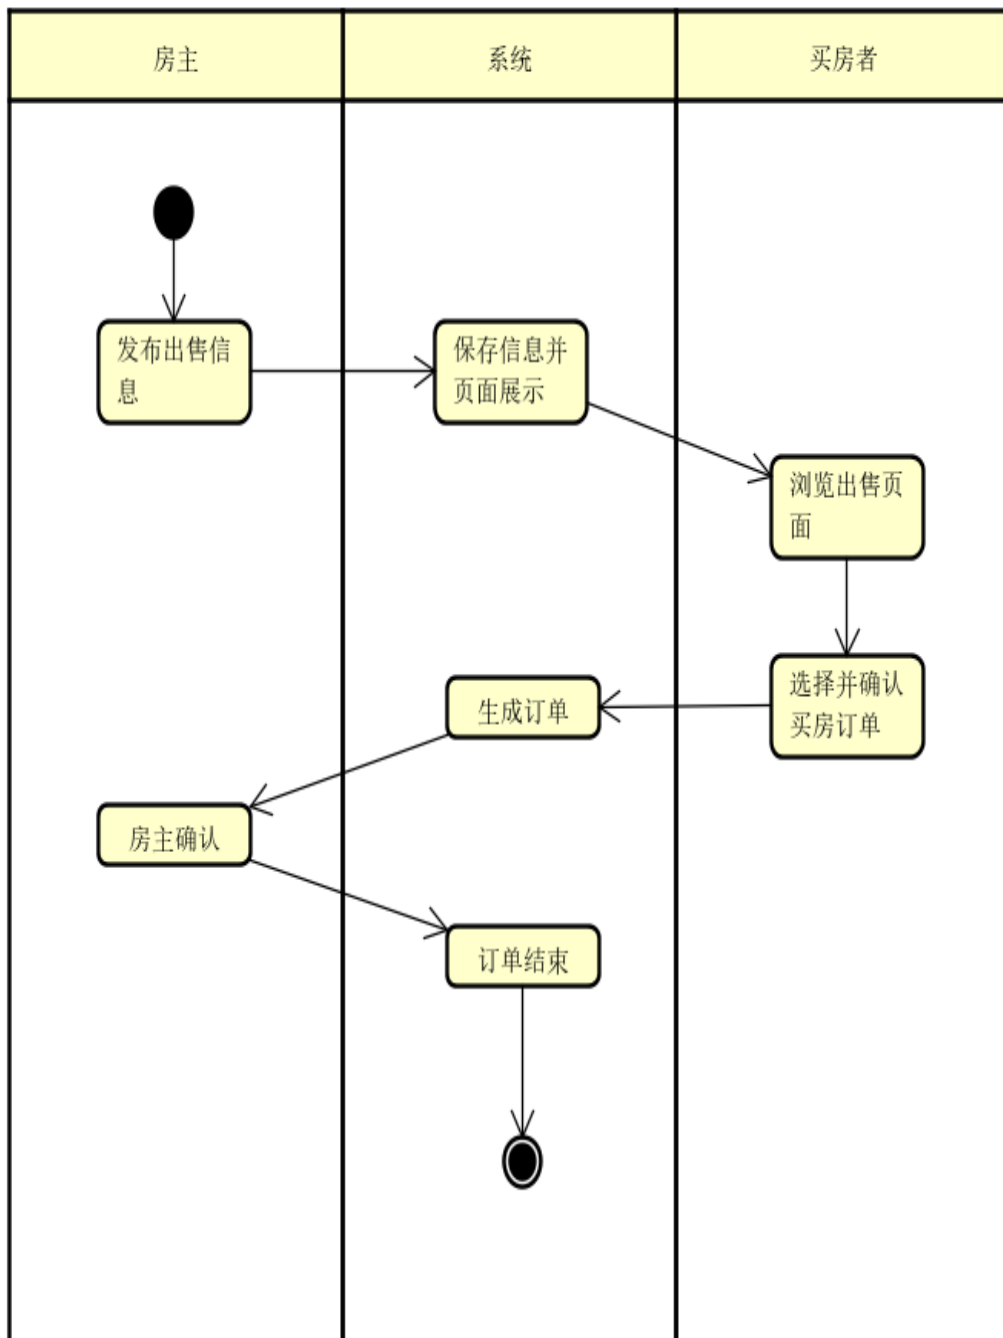 房主
系统
买房者
发布出售信
息
保存信息并
页面展示
浏览出售页
面
选择并确认
买房订单
生成订单
房主确认
订单结束